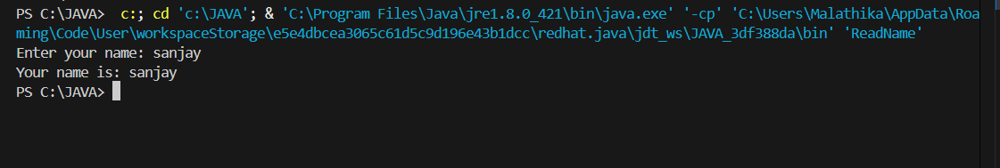 PS C:\JAVA>  c:; cd 'c:\JAVA'; & 'C:\Program Files\Java\jre1.8.0_421\bin\java.exe' '-cp' 'C:\Users\Malathika\AppData\Roa
ming\Code\User\workspaceStorage\e5e4dbcea3065c61d5c9d196e43b1dcc\redhat.java\jdt_ws\JAVA_3df388da\bin' 'ReadName'
Enter your name: sanjay
Your name is: sanjay
PS C:\JAVA>